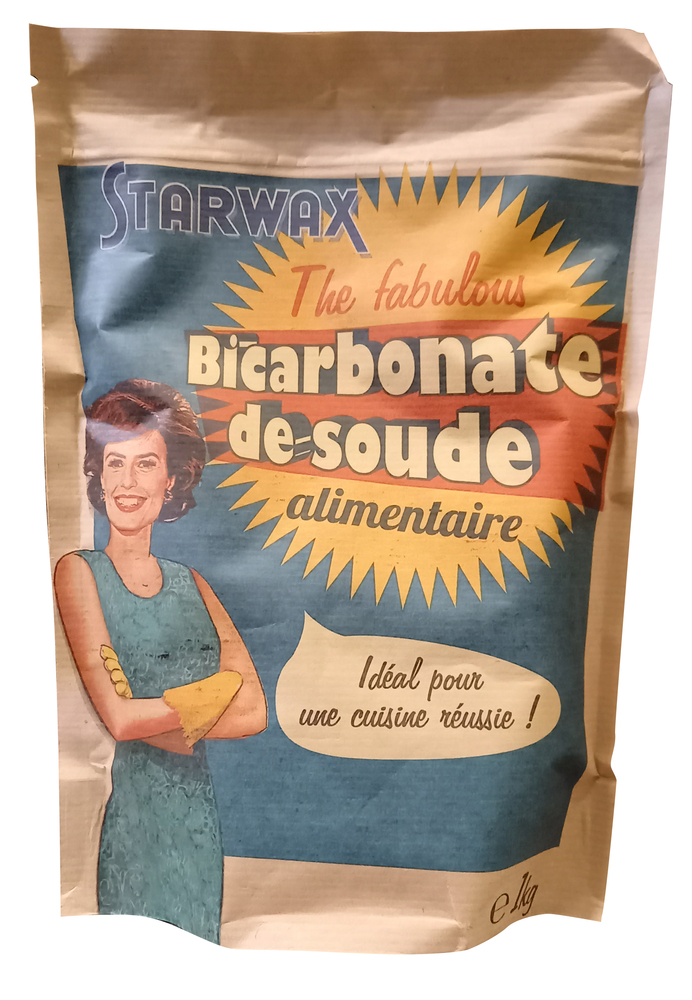 STARWAX
The fabulous
Bicarbonate
de soude
alimentaire
Idéal pour
une cuisine réussie !
e 1kg